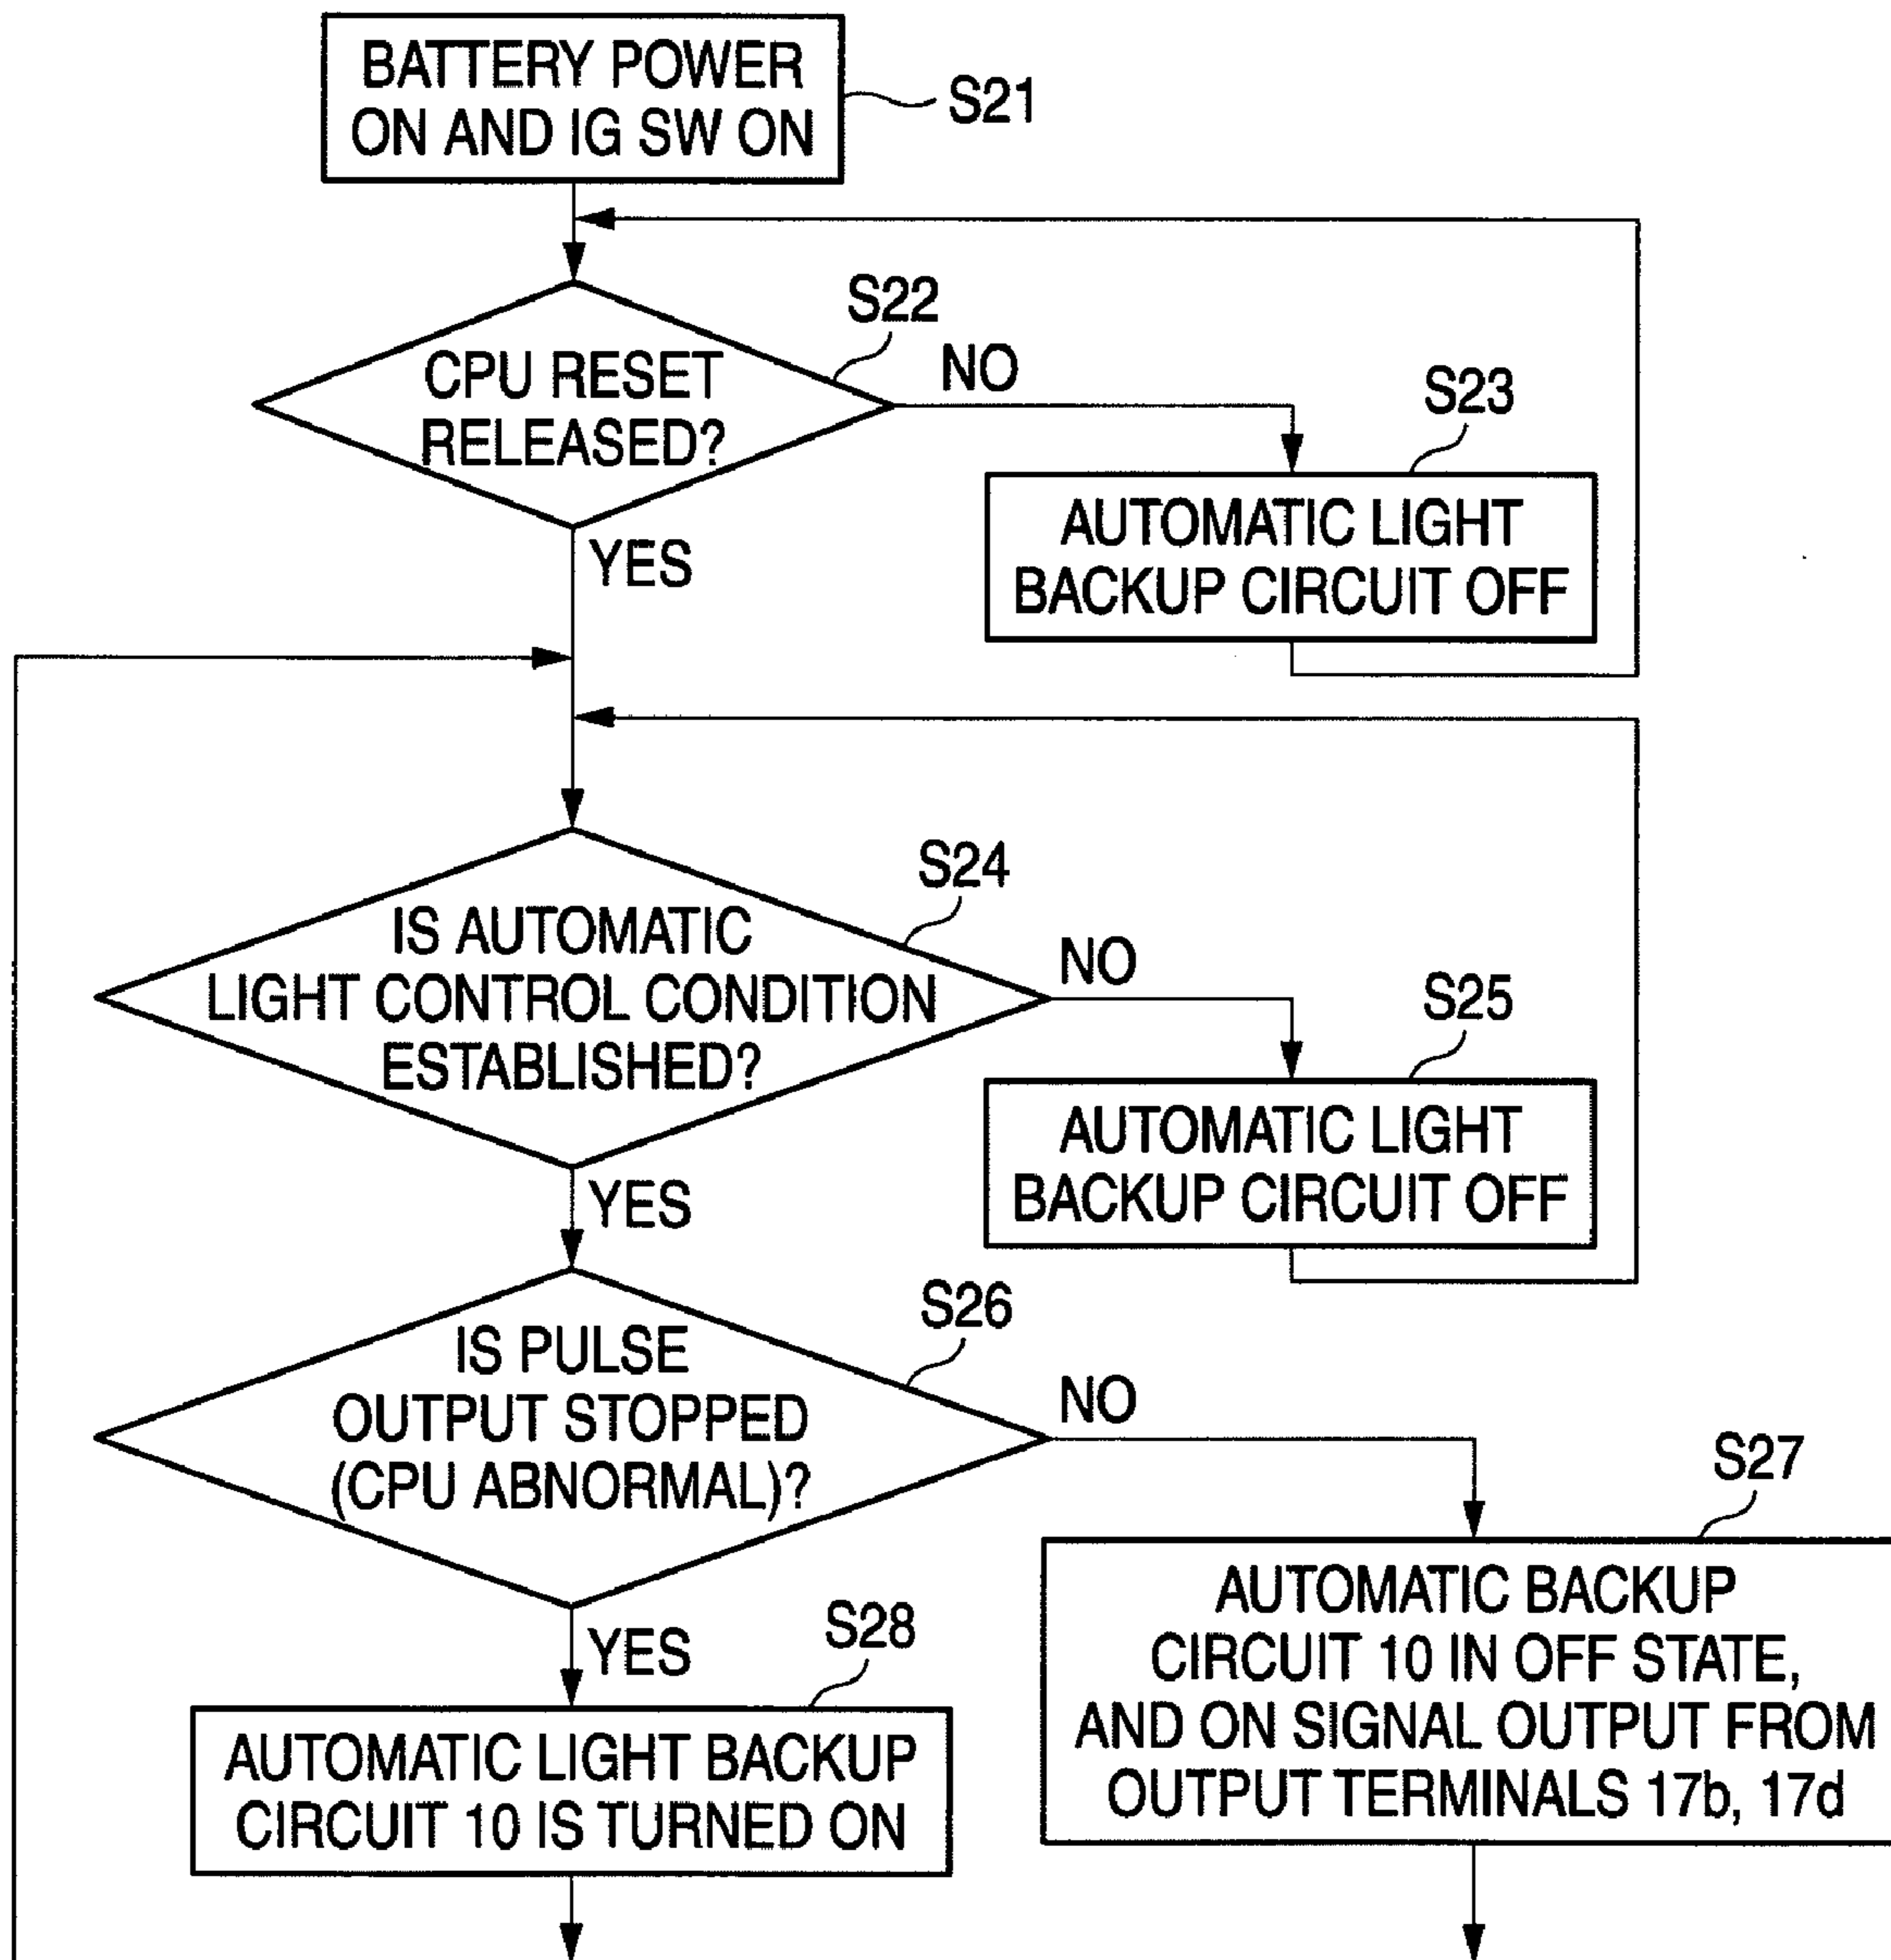 BATTERY POWER
ON AND IG SW ON
S21
S22
CPU RESET
RELEASED?
NO
S23
AUTOMATIC LIGHT
BACKUP CIRCUIT OFF
YES
S24
IS AUTOMATIC
LIGHT CONTROL CONDITION
ESTABLISHED?
NO
S25
AUTOMATIC LIGHT
BACKUP CIRCUIT OFF
YES
S26
IS PULSE
OUTPUT STOPPED
(CPU ABNORMAL)?
NO
S27
AUTOMATIC BACKUP
CIRCUIT 10 IN OFF STATE,
AND ON SIGNAL OUTPUT FROM
OUTPUT TERMINALS 17b, 17d
YES
S28
AUTOMATIC LIGHT BACKUP
CIRCUIT 10 IS TURNED ON